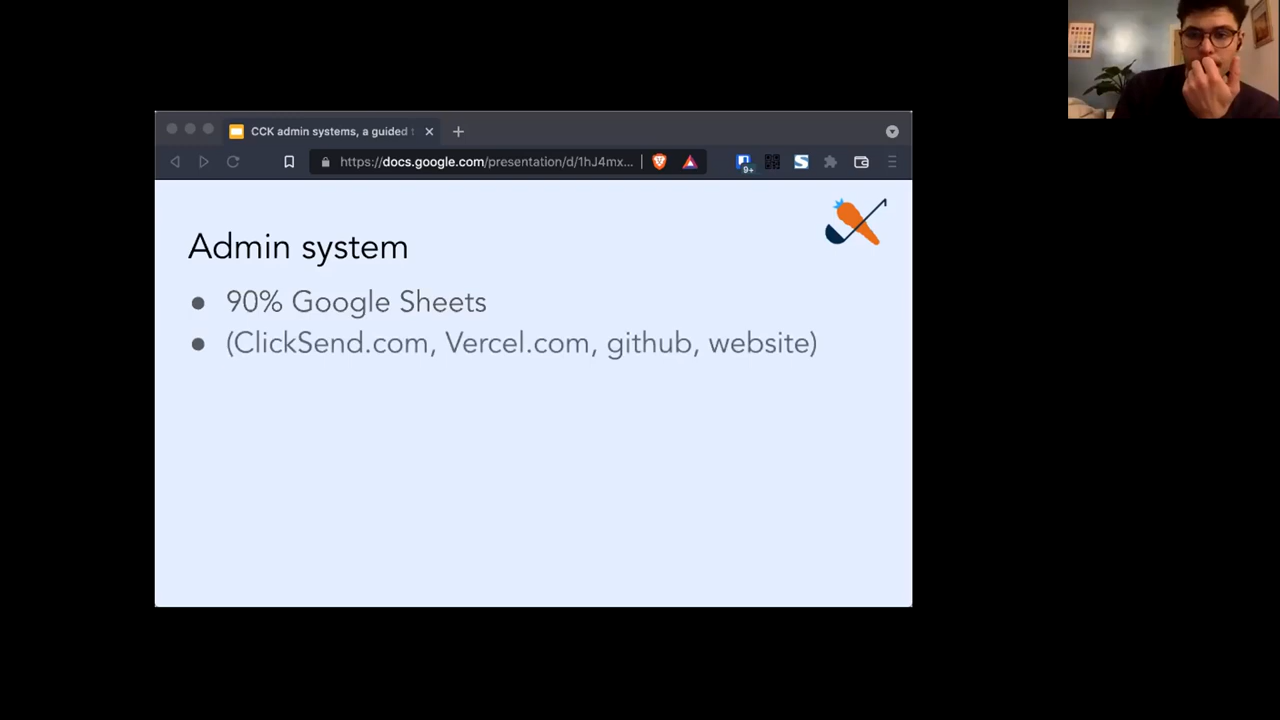 CCK admin systems, a guided
https://docs.google.com/presentation/d/1hJ4mx...
9+
Admin system
● 90% Google Sheets
● (ClickSend.com, Vercel.com, github, website)